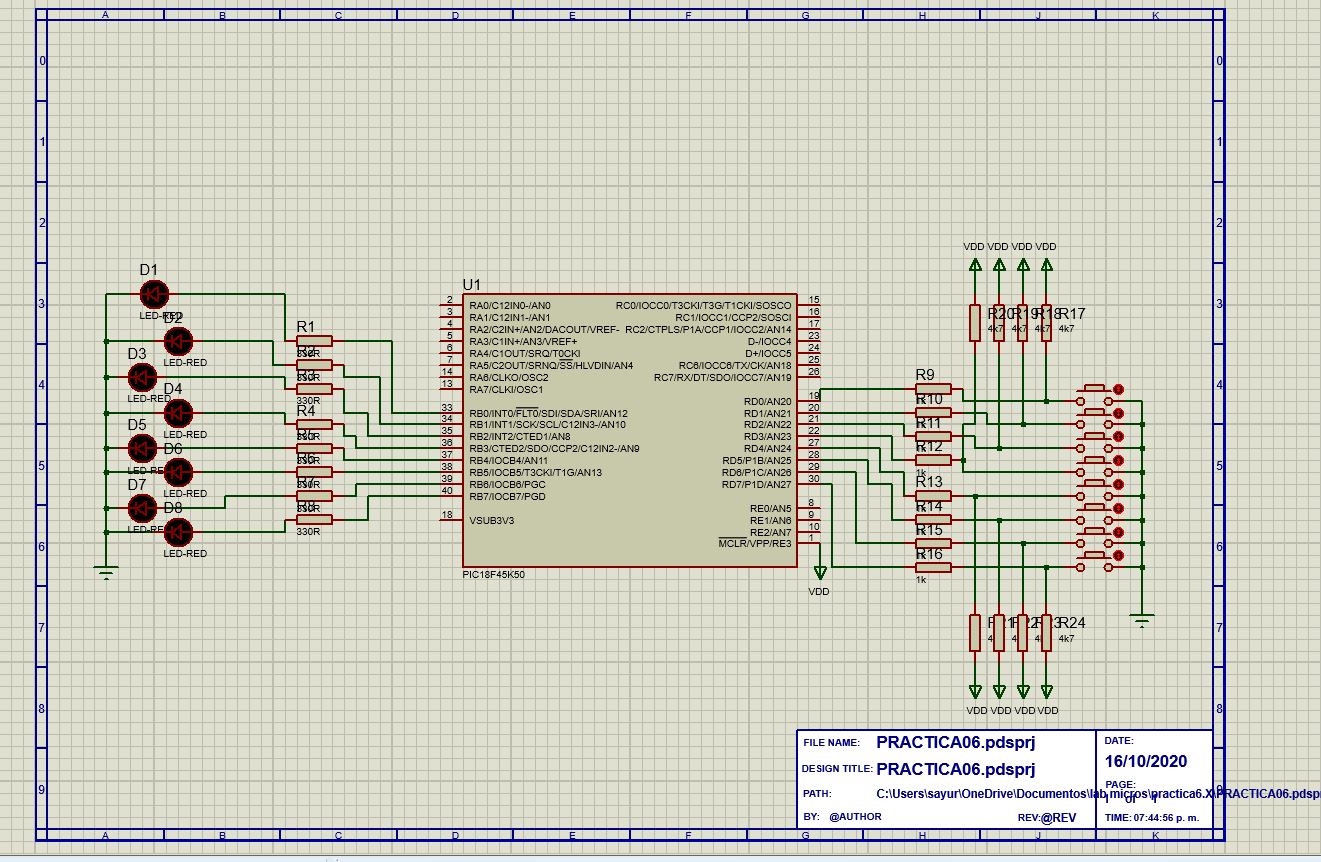 A B C D E F G H J K
0 0
1 1
2 2
3 3
4 4
5 5
6 6
7 7
8 8
9 9
VDD VDD VDD VDD
D1
LED-RED
D2
LED-RED
D3
LED-RED
D4
LED-RED
D5
LED-RED
D6
LED-RED
D7
LED-RED
D8
LED-RED
R1
330R
R2
330R
R3
330R
R4
330R
R5
330R
R6
330R
R7
330R
R8
330R
U1
2 RA0/C12IN0-/AN0
3 RA1/C12IN1-/AN1
4 RA2/C2IN+/AN2/DACOUT/VREF-
5 RA3/C1IN+/AN3/VREF+
6 RA4/C1OUT/SRQ/T0CKI
7 RA5/C2OUT/SRNQ/SS/HLVDIN/AN4
14 RA6/CLKO/OSC2
13 RA7/CLKI/OSC1
33 RB0/INT0/FLT0/SDI/SDA/SRI/AN12
34 RB1/INT1/SCK/SCL/C12IN3-/AN10
35 RB2/INT2/CTED1/AN8
36 RB3/CTED2/SDO/CCP2/C12IN2-/AN9
37 RB4/IOCB4/AN11
38 RB5/IOCB5/T3CKI/T1G/AN13
39 RB6/IOCB6/PGC
40 RB7/IOCB7/PGD
18 VSUB3V3
RC0/IOCC0/T3CKI/T3G/T1CKI/SOSCO 15
RC1/IOCC1/CCP2/SOSCI 16
RC2/CTPLS/P1A/CCP1/IOCC2/AN14 17
D-/IOCC4 23
D+/IOCC5 24
RC6/IOCC6/TX/CK/AN18 25
RC7/RX/DT/SDO/IOCC7/AN19 26
RD0/AN20 19
RD1/AN21 20
RD2/AN22 21
RD3/AN23 22
RD4/AN24 27
RD5/P1B/AN25 28
RD6/P1C/AN26 29
RD7/P1D/AN27 30
RE0/AN5 8
RE1/AN6 9
RE2/AN7 10
MCLR/VPP/RE3 1
PIC18F45K50
VDD
R9
R10
R11
R12
1k
R13
R14
R15
R16
1k
R20 R19 R18 R17
4k7 4k7 4k7 4k7
R21 R22 R23 R24
4k7
VDD VDD VDD VDD
FILE NAME: PRACTICA06.pdsprj
DESIGN TITLE: PRACTICA06.pdsprj
PATH: C:\Users\sayur\OneDrive\Documentos\lab micros\practica6.X\PRACTICA06.pdsp
BY: @AUTHOR REV:@REV
DATE:
16/10/2020
PAGE:
1 of 1
TIME: 07:44:56 p. m.
A B C D E F G H J K